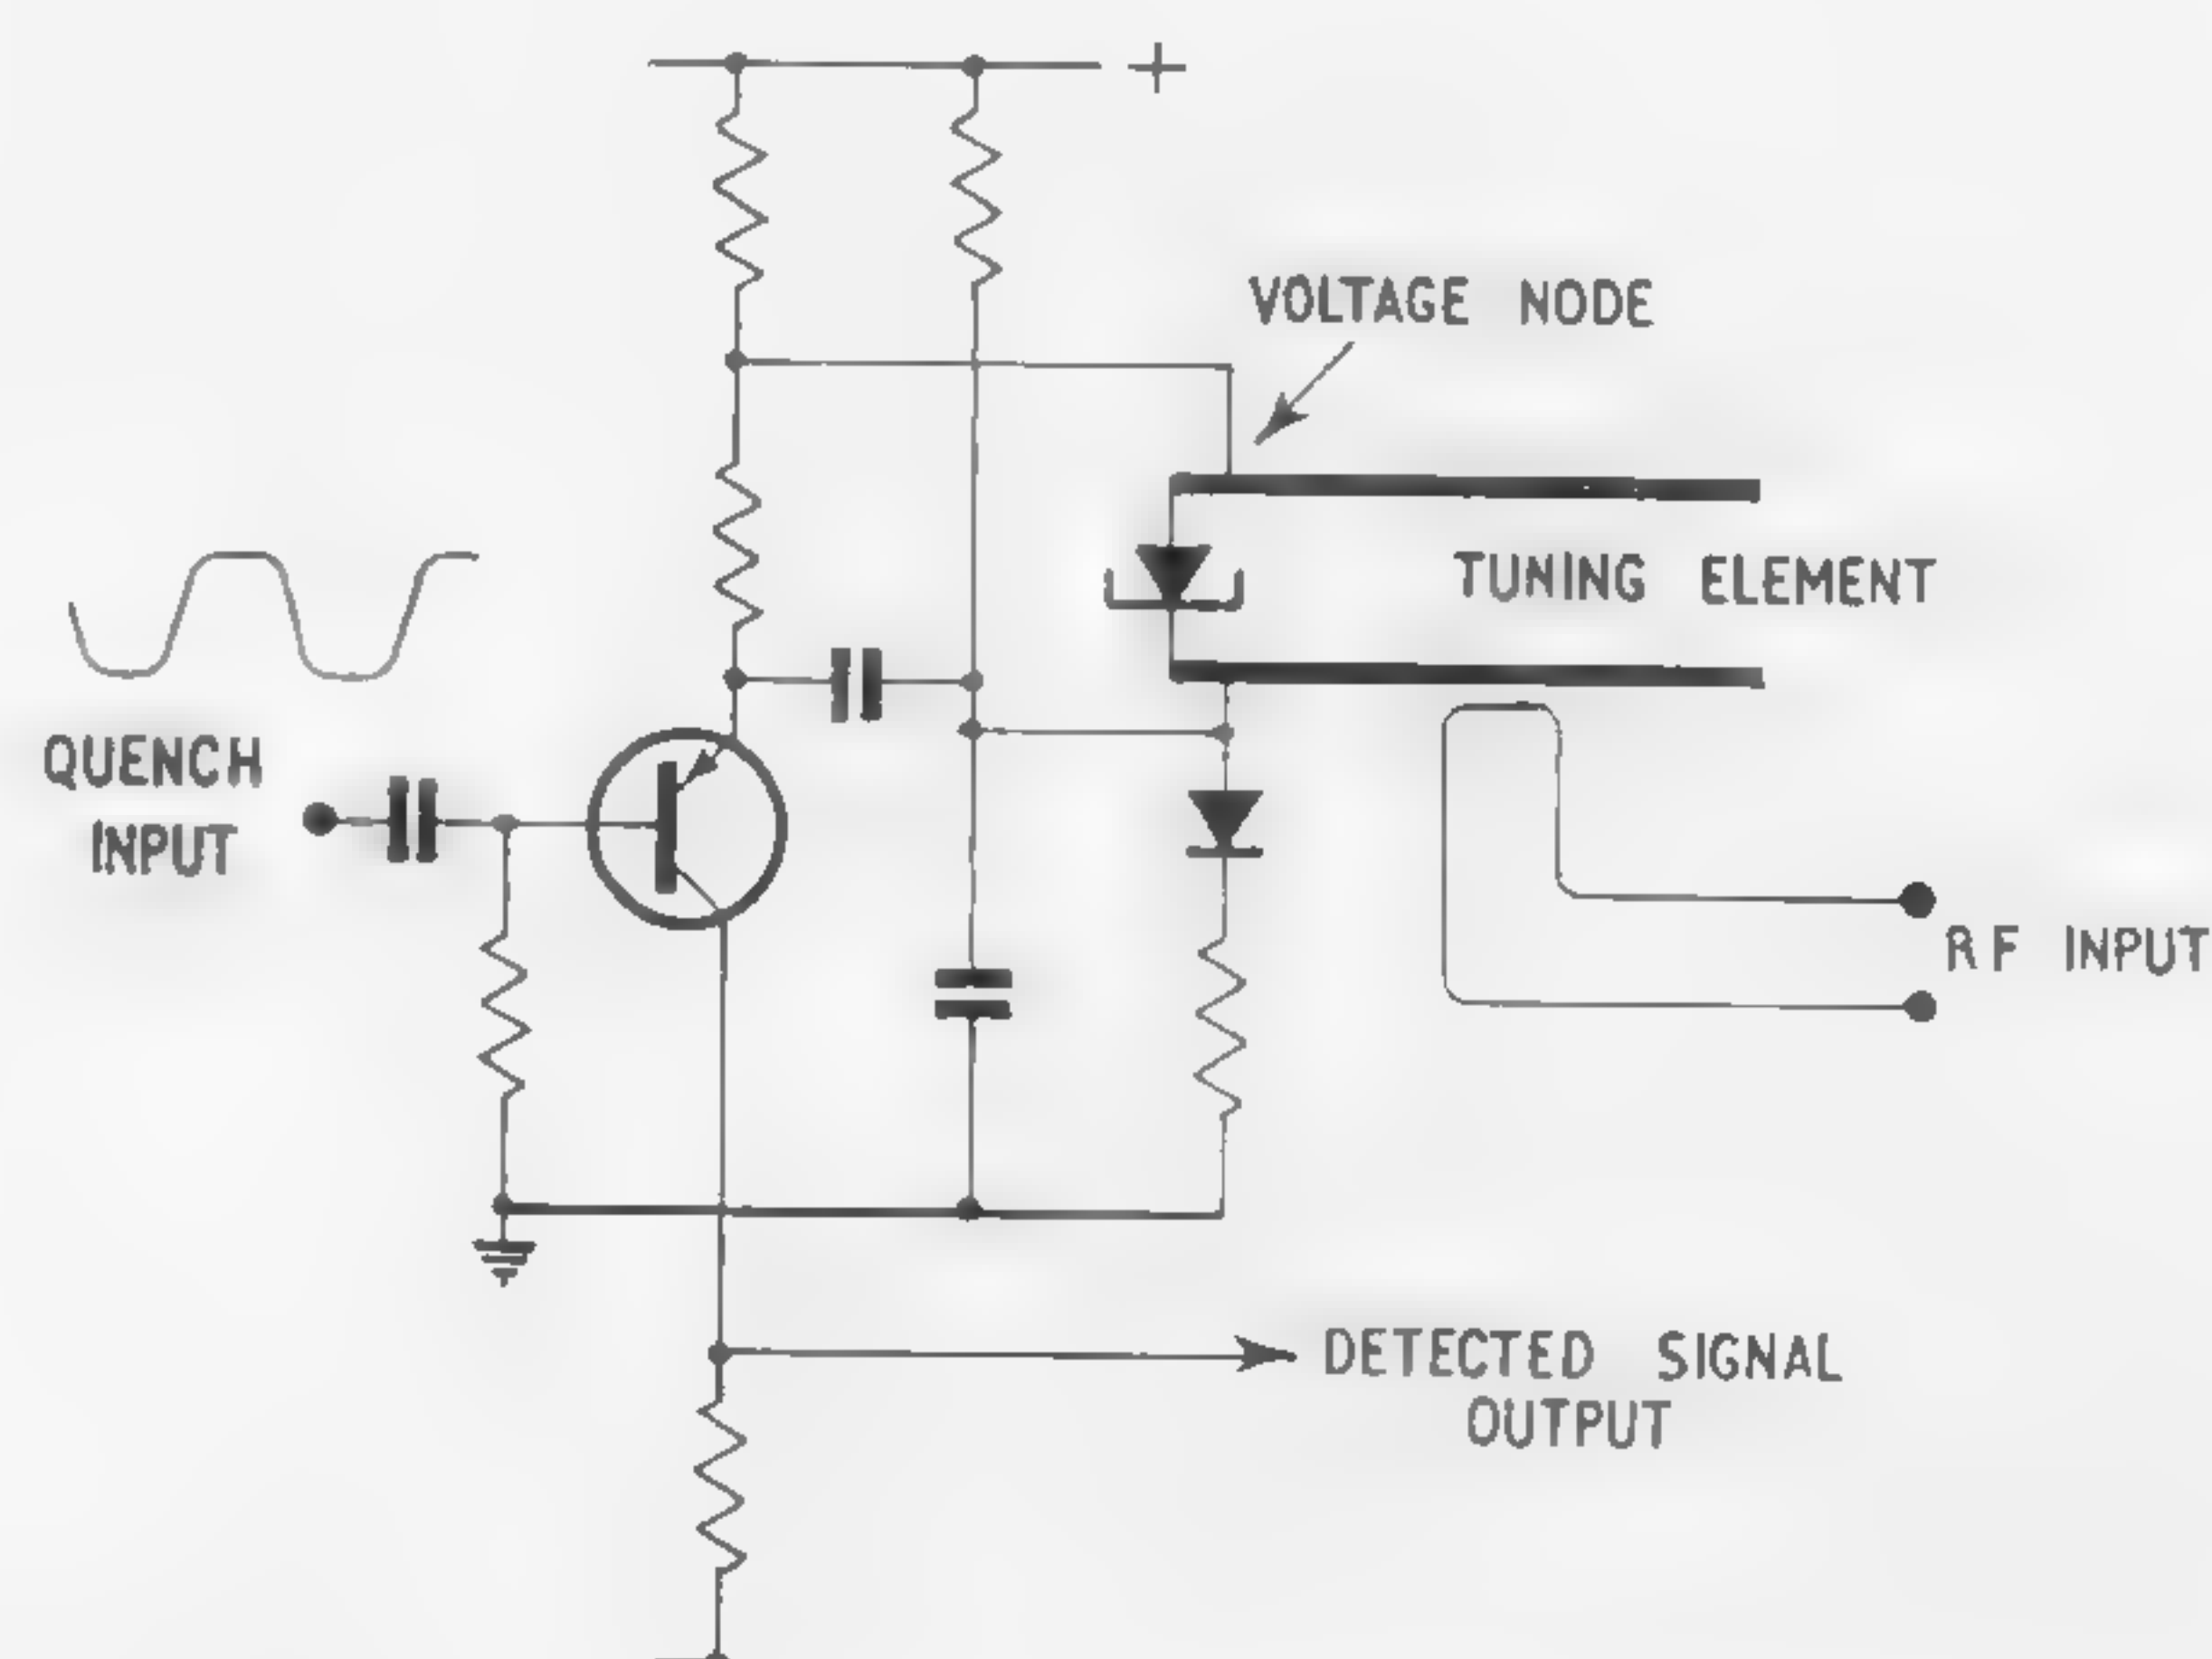 +
VOLTAGE NODE
TUNING ELEMENT
QUENCH
INPUT
RF INPUT
DETECTED SIGNAL
OUTPUT